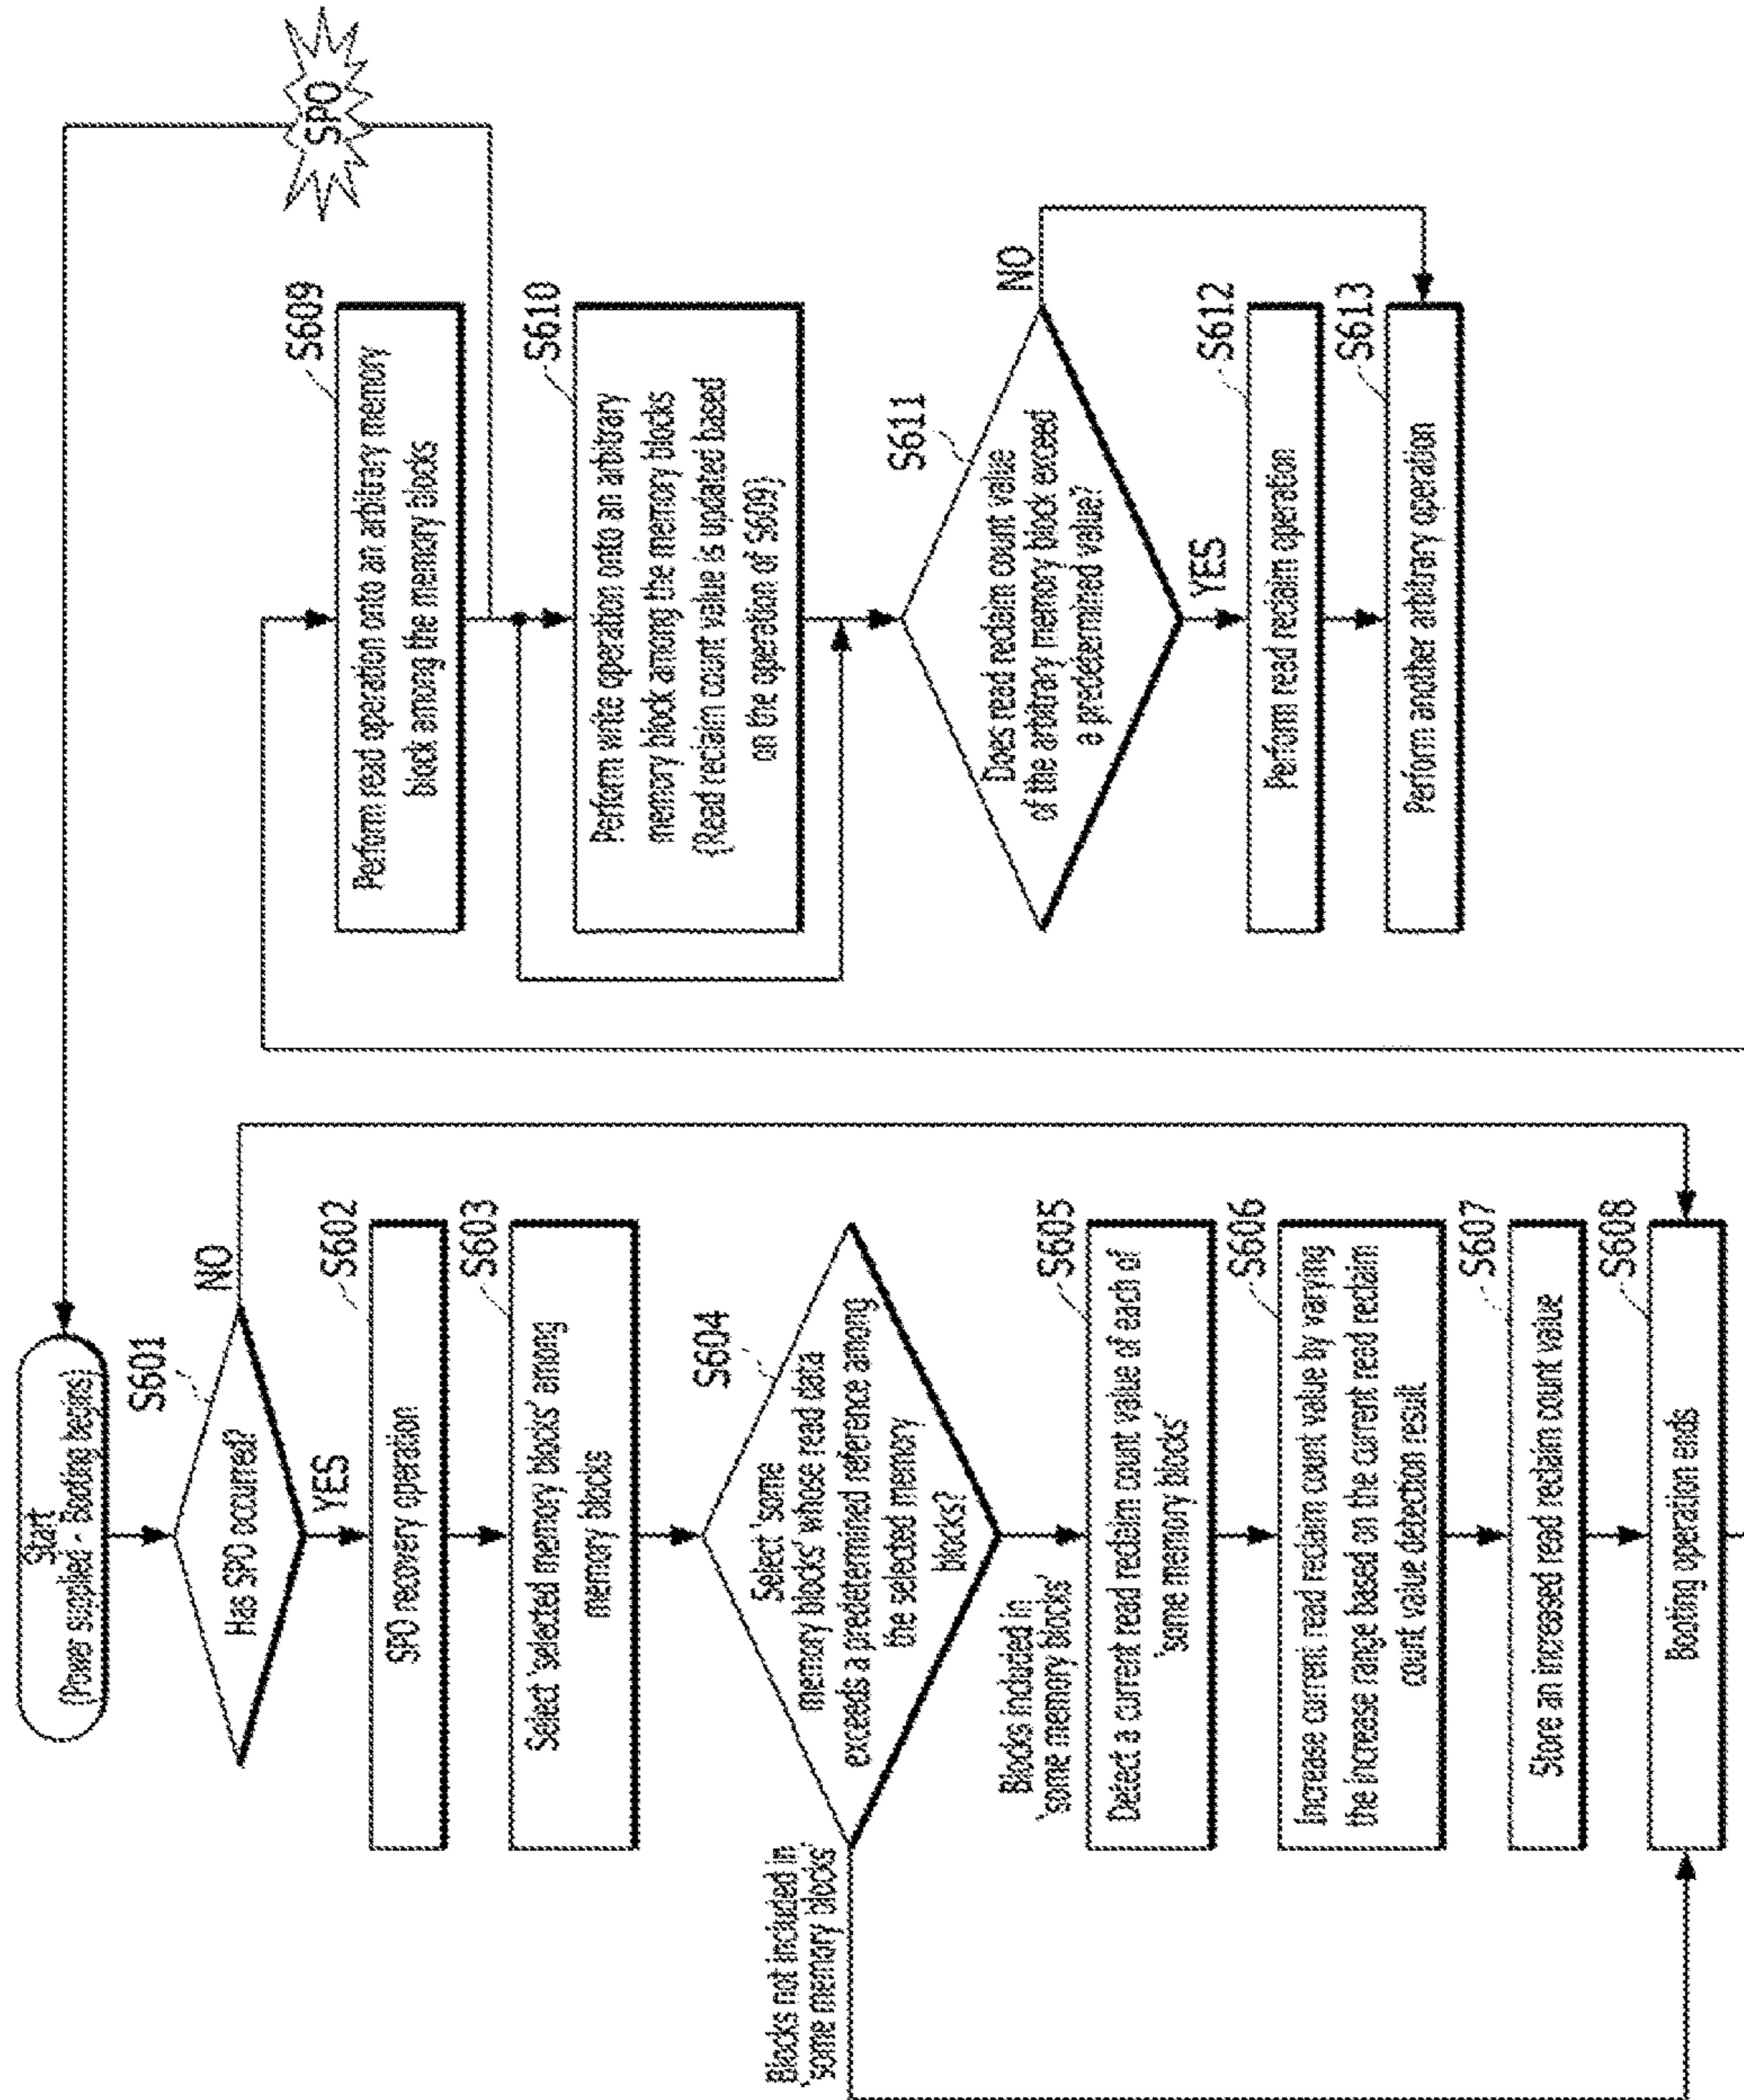 Start
(Power supplied - Booting begins)
S601
Has SPO occurred?
NO
YES
S602
SPO recovery operation
S603
Select 'selected memory blocks' among
memory blocks
S604
Select 'some
memory blocks' whose read data
exceeds a predetermined reference among
the selected memory
blocks?
Blocks not included in
'some memory blocks'
Blocks included in
'some memory blocks'
S605
Detect a current read reclaim count value of each of
'some memory blocks'
S606
Increase current read reclaim count value by varying
the increase range based on the current read reclaim
count value detection result
S607
Store an increased read reclaim count value
S608
Booting operation ends
SPO
S609
Perform read operation onto an arbitrary memory
block among the memory blocks
S610
Perform write operation onto an arbitrary
memory block among the memory blocks
(Read reclaim count value is updated based
on the operation of S609)
S611
Does read reclaim count value
of the arbitrary memory block exceed
a predetermined value?
NO
YES
S612
Perform read reclaim operation
S613
Perform another arbitrary operation